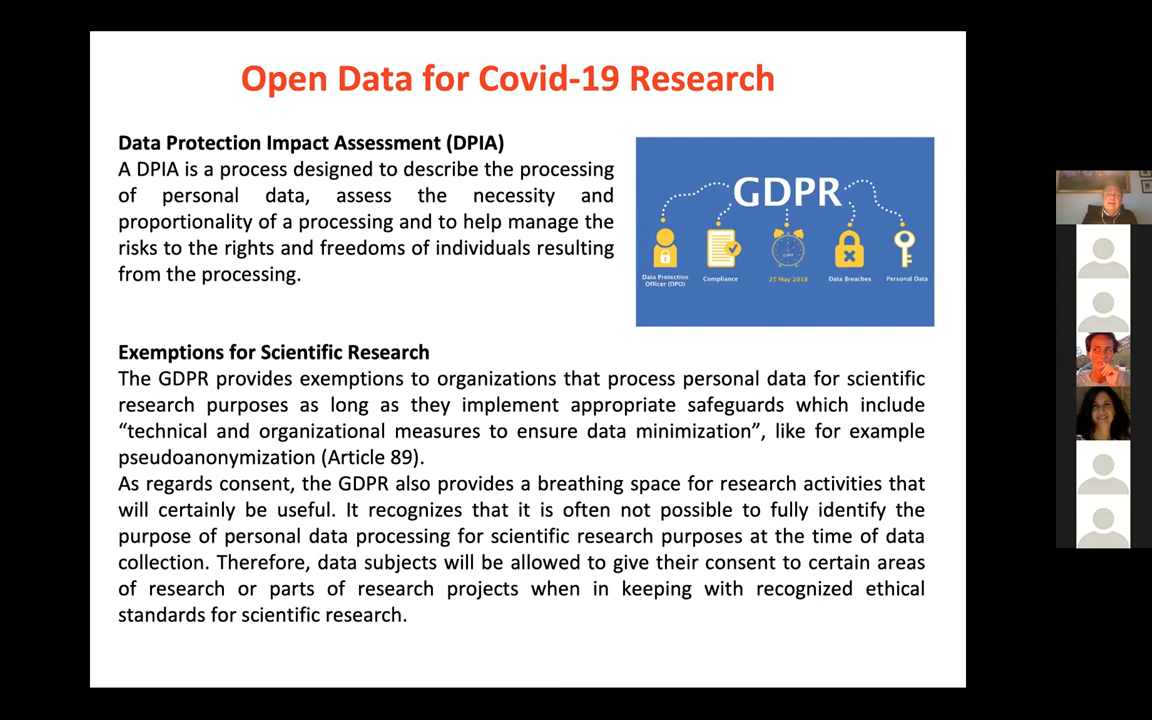 Open Data for Covid-19 Research
Data Protection Impact Assessment (DPIA)
A DPIA is a process designed to describe the processing
of personal data, assess the necessity and
proportionality of a processing and to help manage the
risks to the rights and freedoms of individuals resulting
from the processing.
GDPR
Data Protection
Officer (DPO)
Compliance
25 May 2018
Data Breaches
Personal Data
Exemptions for Scientific Research
The GDPR provides exemptions to organizations that process personal data for scientific
research purposes as long as they implement appropriate safeguards which include
“technical and organizational measures to ensure data minimization”, like for example
pseudoanonymization (Article 89).
As regards consent, the GDPR also provides a breathing space for research activities that
will certainly be useful. It recognizes that it is often not possible to fully identify the
purpose of personal data processing for scientific research purposes at the time of data
collection. Therefore, data subjects will be allowed to give their consent to certain areas
of research or parts of research projects when in keeping with recognized ethical
standards for scientific research.